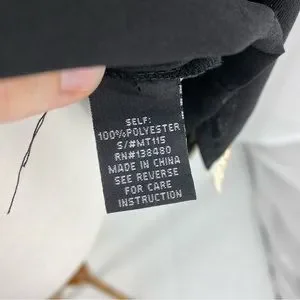 SELF:
100%POLYESTER
S/#MT115
RN#138480
MADE IN CHINA
SEE REVERSE
FOR CARE
INSTRUCTION